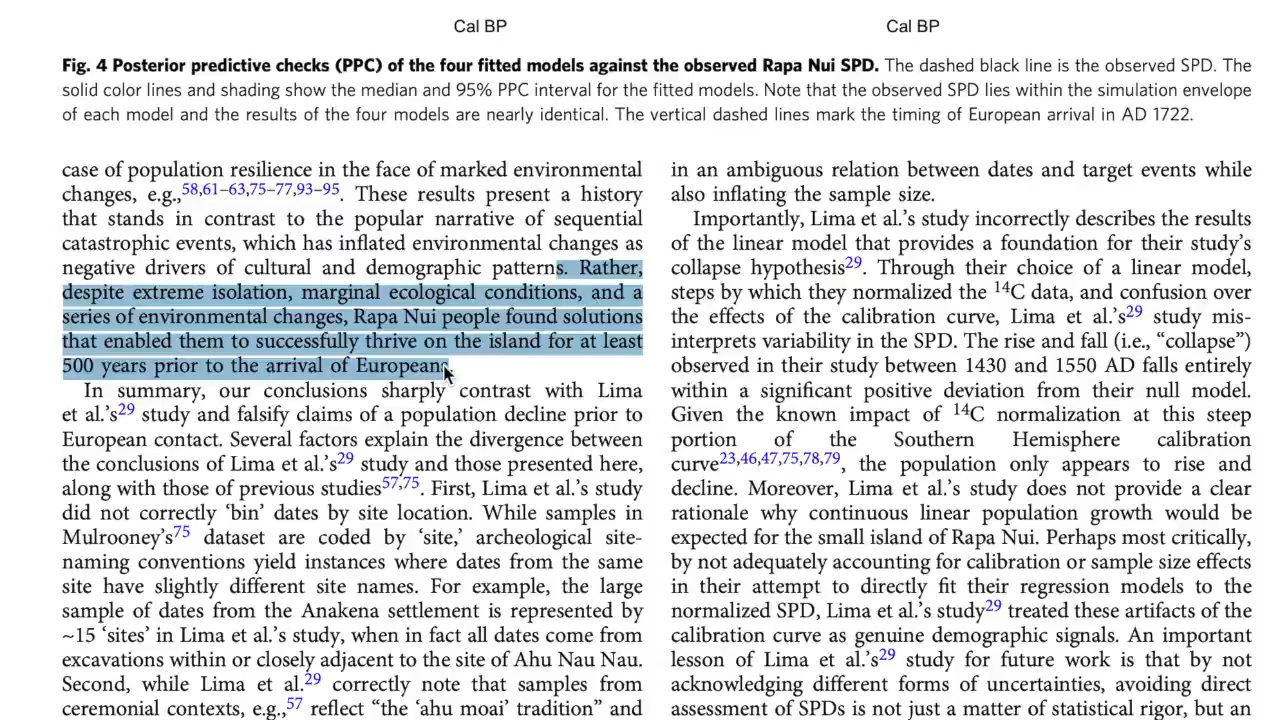 Cal BP
Cal BP
Fig. 4 Posterior predictive checks (PPC) of the four fitted models against the observed Rapa Nui SPD. The dashed black line is the observed SPD. The
solid color lines and shading show the median and 95% PPC interval for the fitted models. Note that the observed SPD lies within the simulation envelope
of each model and the results of the four models are nearly identical. The vertical dashed lines mark the timing of European arrival in AD 1722.
case of population resilience in the face of marked environmental
changes, e.g.,58,61–63,75–77,93–95. These results present a history
that stands in contrast to the popular narrative of sequential
catastrophic events, which has inflated environmental changes as
negative drivers of cultural and demographic patterns. Rather,
despite extreme isolation, marginal ecological conditions, and a
series of environmental changes, Rapa Nui people found solutions
that enabled them to successfully thrive on the island for at least
500 years prior to the arrival of Europeans.
In summary, our conclusions sharply contrast with Lima
et al.’s29 study and falsify claims of a population decline prior to
European contact. Several factors explain the divergence between
the conclusions of Lima et al.’s29 study and those presented here,
along with those of previous studies57,75. First, Lima et al.’s study
did not correctly ‘bin’ dates by site location. While samples in
Mulrooney’s75 dataset are coded by ‘site,’ archeological site-
naming conventions yield instances where dates from the same
site have slightly different site names. For example, the large
sample of dates from the Anakena settlement is represented by
~15 ‘sites’ in Lima et al.’s study, when in fact all dates come from
excavations within or closely adjacent to the site of Ahu Nau Nau.
Second, while Lima et al.29 correctly note that samples from
ceremonial contexts, e.g.,57 reflect “the ‘ahu moai’ tradition” and
in an ambiguous relation between dates and target events while
also inflating the sample size.
Importantly, Lima et al.’s study incorrectly describes the results
of the linear model that provides a foundation for their study’s
collapse hypothesis29. Through their choice of a linear model,
steps by which they normalized the 14C data, and confusion over
the effects of the calibration curve, Lima et al.’s29 study mis-
interprets variability in the SPD. The rise and fall (i.e., “collapse”)
observed in their study between 1430 and 1550 AD falls entirely
within a significant positive deviation from their null model.
Given the known impact of 14C normalization at this steep
portion of the Southern Hemisphere calibration
curve23,46,47,75,78,79, the population only appears to rise and
decline. Moreover, Lima et al.’s study does not provide a clear
rationale why continuous linear population growth would be
expected for the small island of Rapa Nui. Perhaps most critically,
by not adequately accounting for calibration or sample size effects
in their attempt to directly fit their regression models to the
normalized SPD, Lima et al.’s study29 treated these artifacts of the
calibration curve as genuine demographic signals. An important
lesson of Lima et al.’s29 study for future work is that by not
acknowledging different forms of uncertainties, avoiding direct
assessment of SPDs is not just a matter of statistical rigor, but an